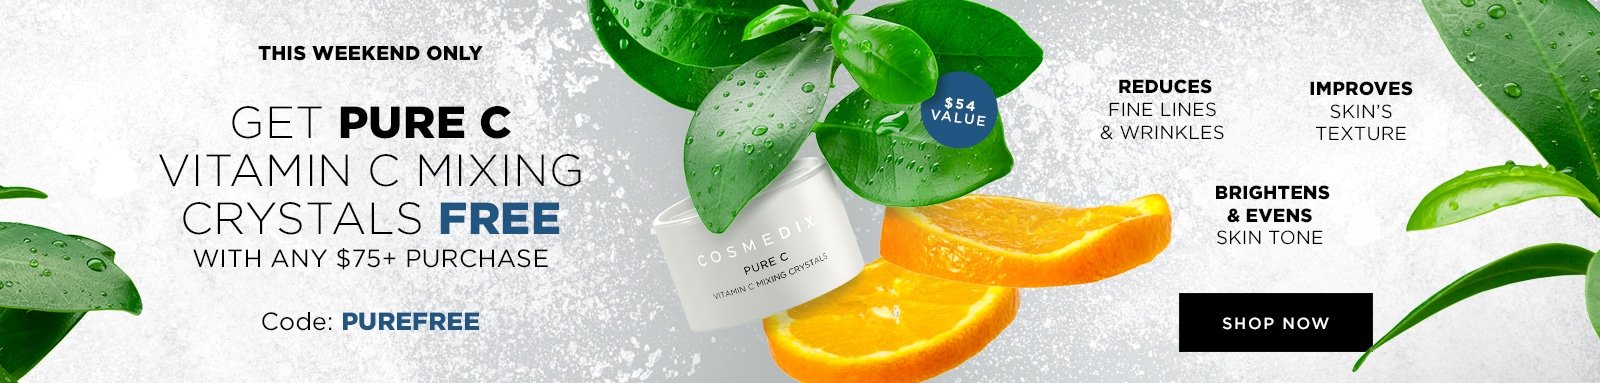 THIS WEEKEND ONLY
GET PURE C
VITAMIN C MIXING
CRYSTALS FREE
WITH ANY $75+ PURCHASE
Code: PUREFREE
$54
VALUE
COSMEDIX
PURE C
VITAMIN C MIXING CRYSTALS
REDUCES
FINE LINES
& WRINKLES
IMPROVES
SKIN'S
TEXTURE
BRIGHTENS
& EVENS
SKIN TONE
SHOP NOW